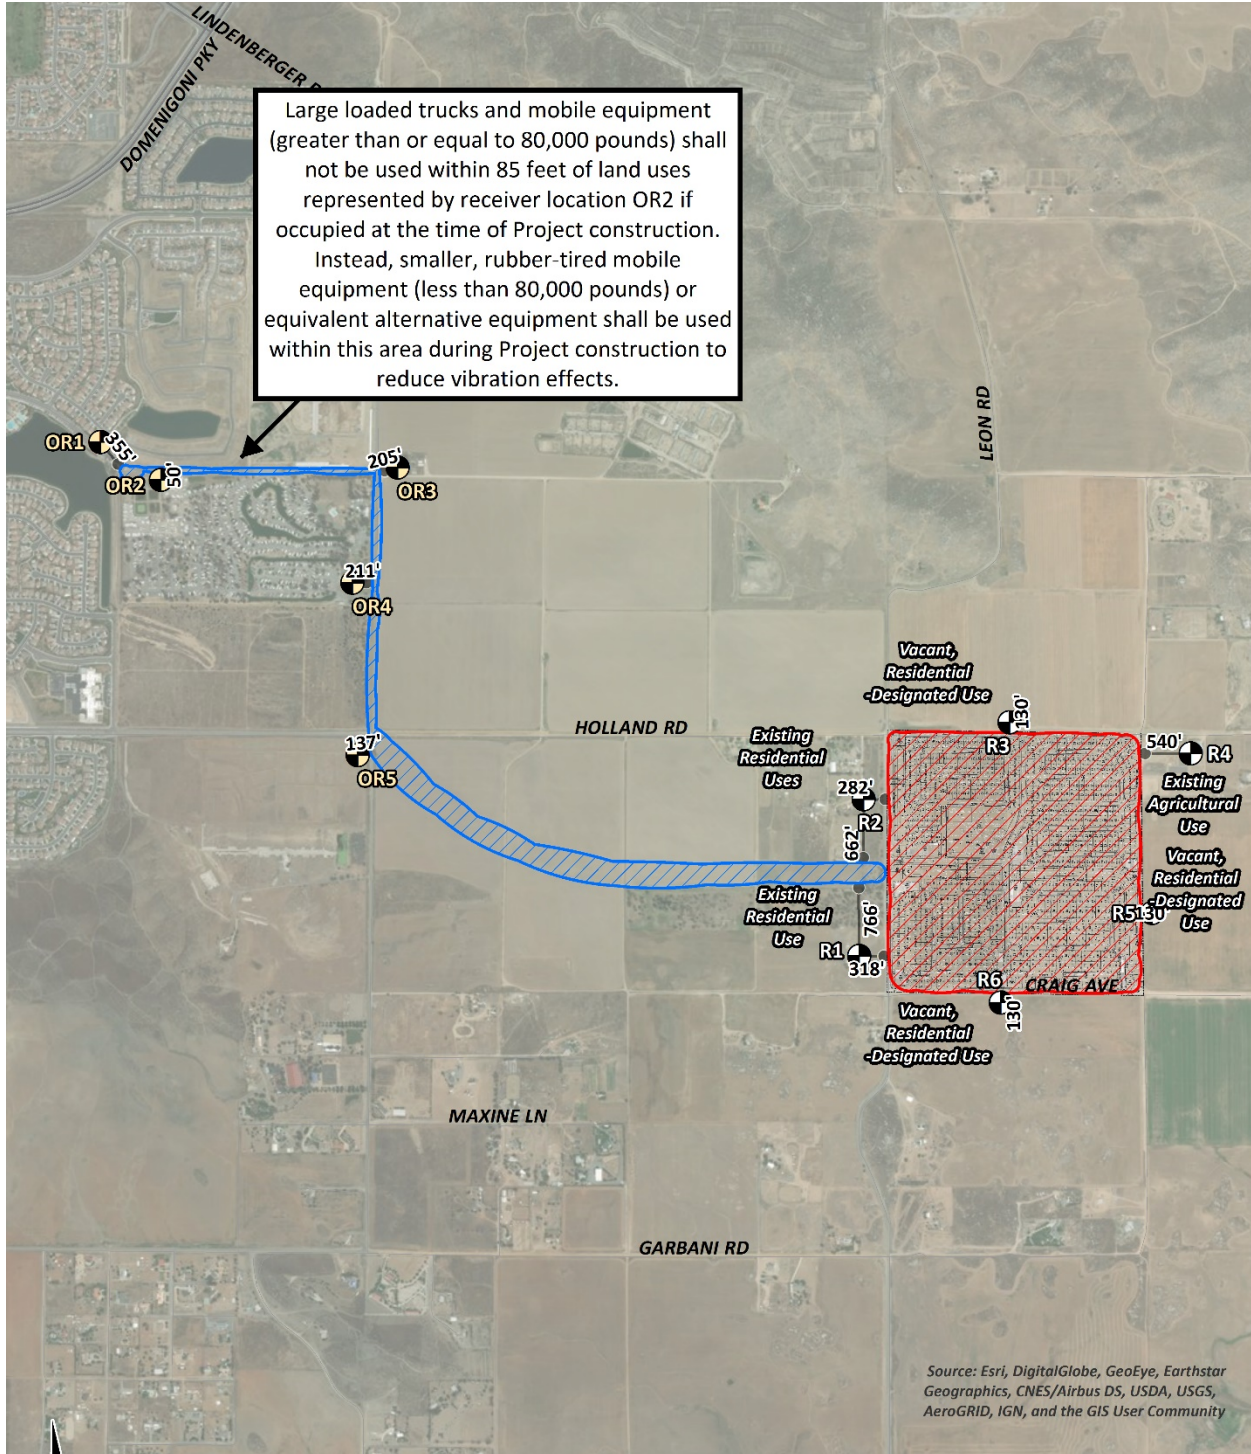 LINDENBERGER R
DOMENIGONI PKY
Large loaded trucks and mobile equipment
(greater than or equal to 80,000 pounds) shall
not be used within 85 feet of land uses
represented by receiver location OR2 if
occupied at the time of Project construction.
Instead, smaller, rubber-tired mobile
equipment (less than 80,000 pounds) or
equivalent alternative equipment shall be used
within this area during Project construction to
reduce vibration effects.
LEON RD
OR1
355'
OR2
50'
205'
OR3
211'
OR4
Vacant,
Residential
-Designated Use
130'
R3
HOLLAND RD
137'
OR5
Existing
Residential
Uses
540'
R4
Existing
Agricultural
Use
282'
R2
662'
Vacant,
Residential
-Designated
Use
R5
130'
Existing
Residential
Use
766'
R1
318'
R6
CRAIG AVE
130'
Vacant,
Residential
-Designated Use
MAXINE LN
GARBANI RD
Source: Esri, DigitalGlobe, GeoEye, Earthstar
Geographics, CNES/Airbus DS, USDA, USGS,
AeroGRID, IGN, and the GIS User Community